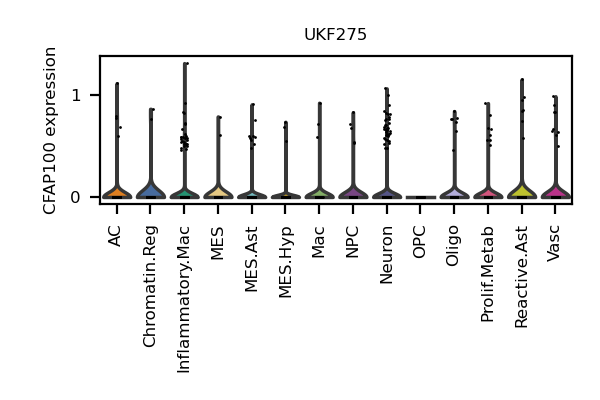 UKF275
CFAP100 expression
1
0
AC
Chromatin.Reg
Inflammatory.Mac
MES
MES.Ast
MES.Hyp
Mac
NPC
Neuron
OPC
Oligo
Prolif.Metab
Reactive.Ast
Vasc